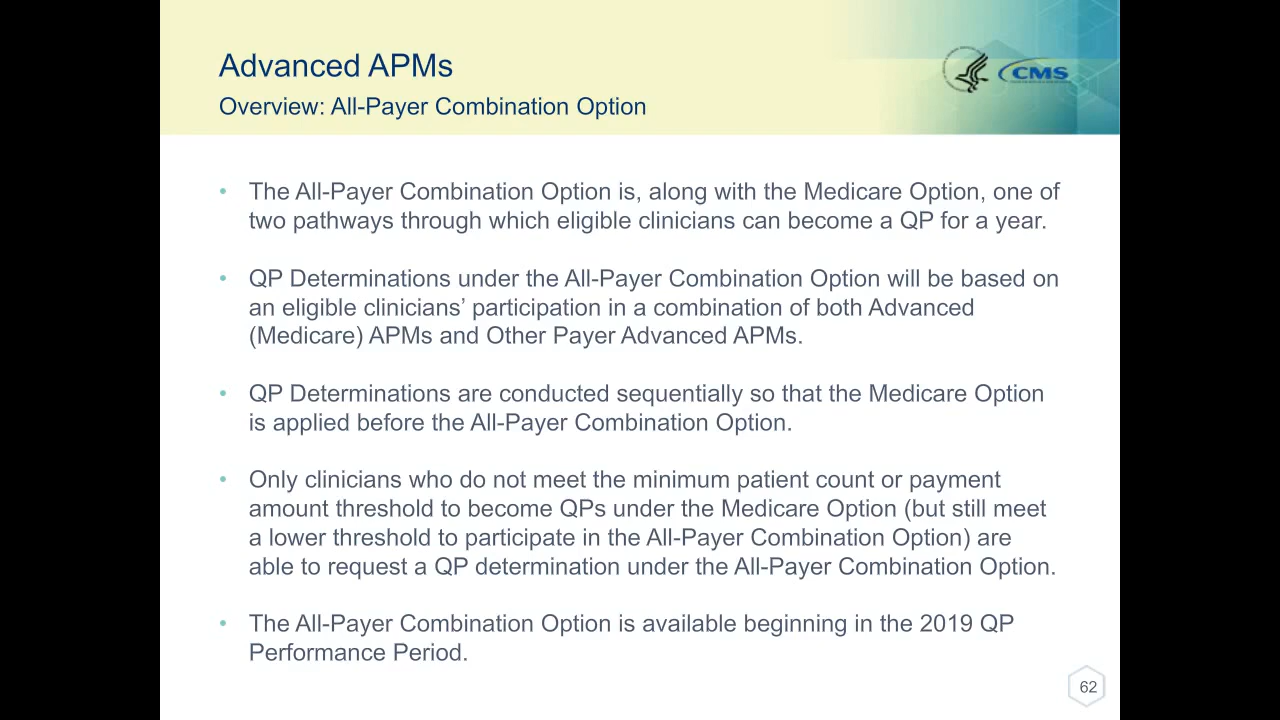 Advanced APMs
Overview: All-Payer Combination Option
CMS
• The All-Payer Combination Option is, along with the Medicare Option, one of
two pathways through which eligible clinicians can become a QP for a year.
• QP Determinations under the All-Payer Combination Option will be based on
an eligible clinicians’ participation in a combination of both Advanced
(Medicare) APMs and Other Payer Advanced APMs.
• QP Determinations are conducted sequentially so that the Medicare Option
is applied before the All-Payer Combination Option.
• Only clinicians who do not meet the minimum patient count or payment
amount threshold to become QPs under the Medicare Option (but still meet
a lower threshold to participate in the All-Payer Combination Option) are
able to request a QP determination under the All-Payer Combination Option.
• The All-Payer Combination Option is available beginning in the 2019 QP
Performance Period.
62